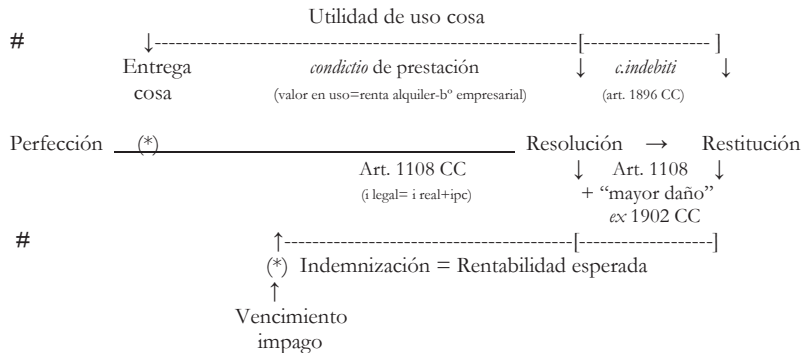 Utilidad de uso cosa
# ↓------------------------------------------------------------[------------------ ]
Entrega condictio de prestación ↓ c.indebiti ↓
cosa (valor en uso=renta alquiler-bº empresarial) (art. 1896 CC)
Perfección (*) Resolución → Restitución
Art. 1108 CC ↓ Art. 1108 ↓
(i legal= i real+ipc) + “mayor daño”
ex 1902 CC
# ↑-----------------------------------------[-------------------]
(*) Indemnización = Rentabilidad esperada
↑
Vencimiento
impago